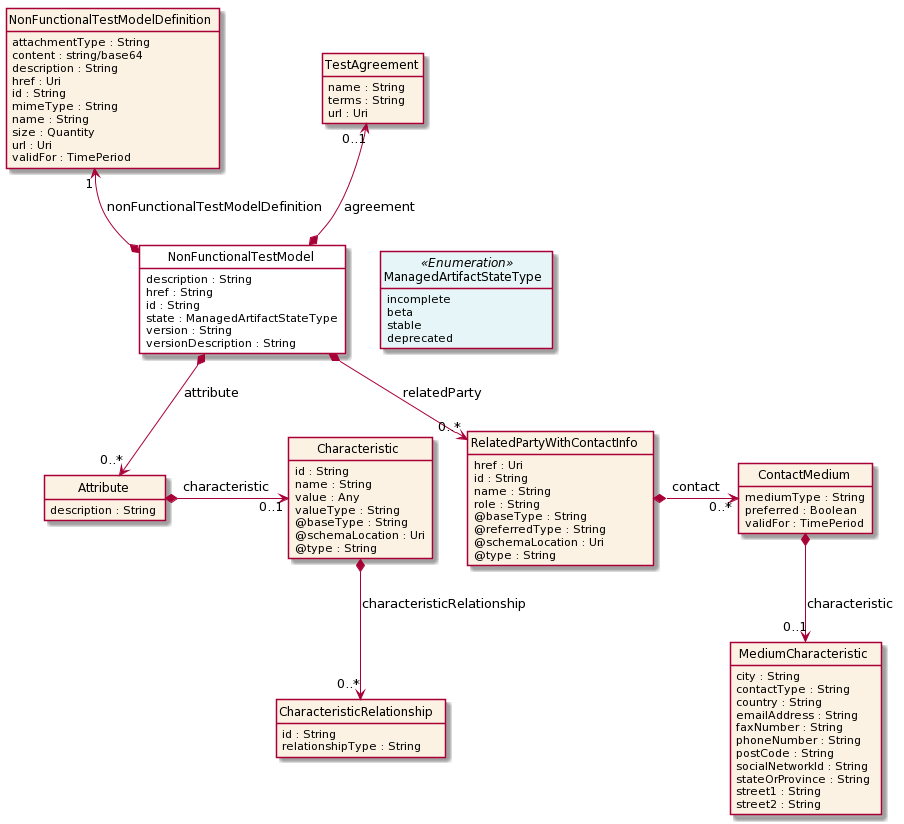 NonFunctionalTestModelDefinition
attachmentType : String
content : string/base64
description : String
href : Uri
id : String
mimeType : String
name : String
size : Quantity
url : Uri
validFor : TimePeriod
TestAgreement
name : String
terms : String
url : Uri
0..1
1
nonFunctionalTestModelDefinition
agreement
NonFunctionalTestModel
description : String
href : String
id : String
state : ManagedArtifactStateType
version : String
versionDescription : String
«Enumeration»
ManagedArtifactStateType
incomplete
beta
stable
deprecated
attribute
relatedParty
0..*
0..*
Attribute
description : String
characteristic
0..1
Characteristic
id : String
name : String
value : Any
valueType : String
@baseType : String
@schemaLocation : Uri
@type : String
RelatedPartyWithContactInfo
href : Uri
id : String
name : String
role : String
@baseType : String
@referredType : String
@schemaLocation : Uri
@type : String
contact
0..*
ContactMedium
mediumType : String
preferred : Boolean
validFor : TimePeriod
characteristicRelationship
0..*
characteristic
0..1
CharacteristicRelationship
id : String
relationshipType : String
MediumCharacteristic
city : String
contactType : String
country : String
emailAddress : String
faxNumber : String
phoneNumber : String
postCode : String
socialNetworkId : String
stateOrProvince : String
street1 : String
street2 : String